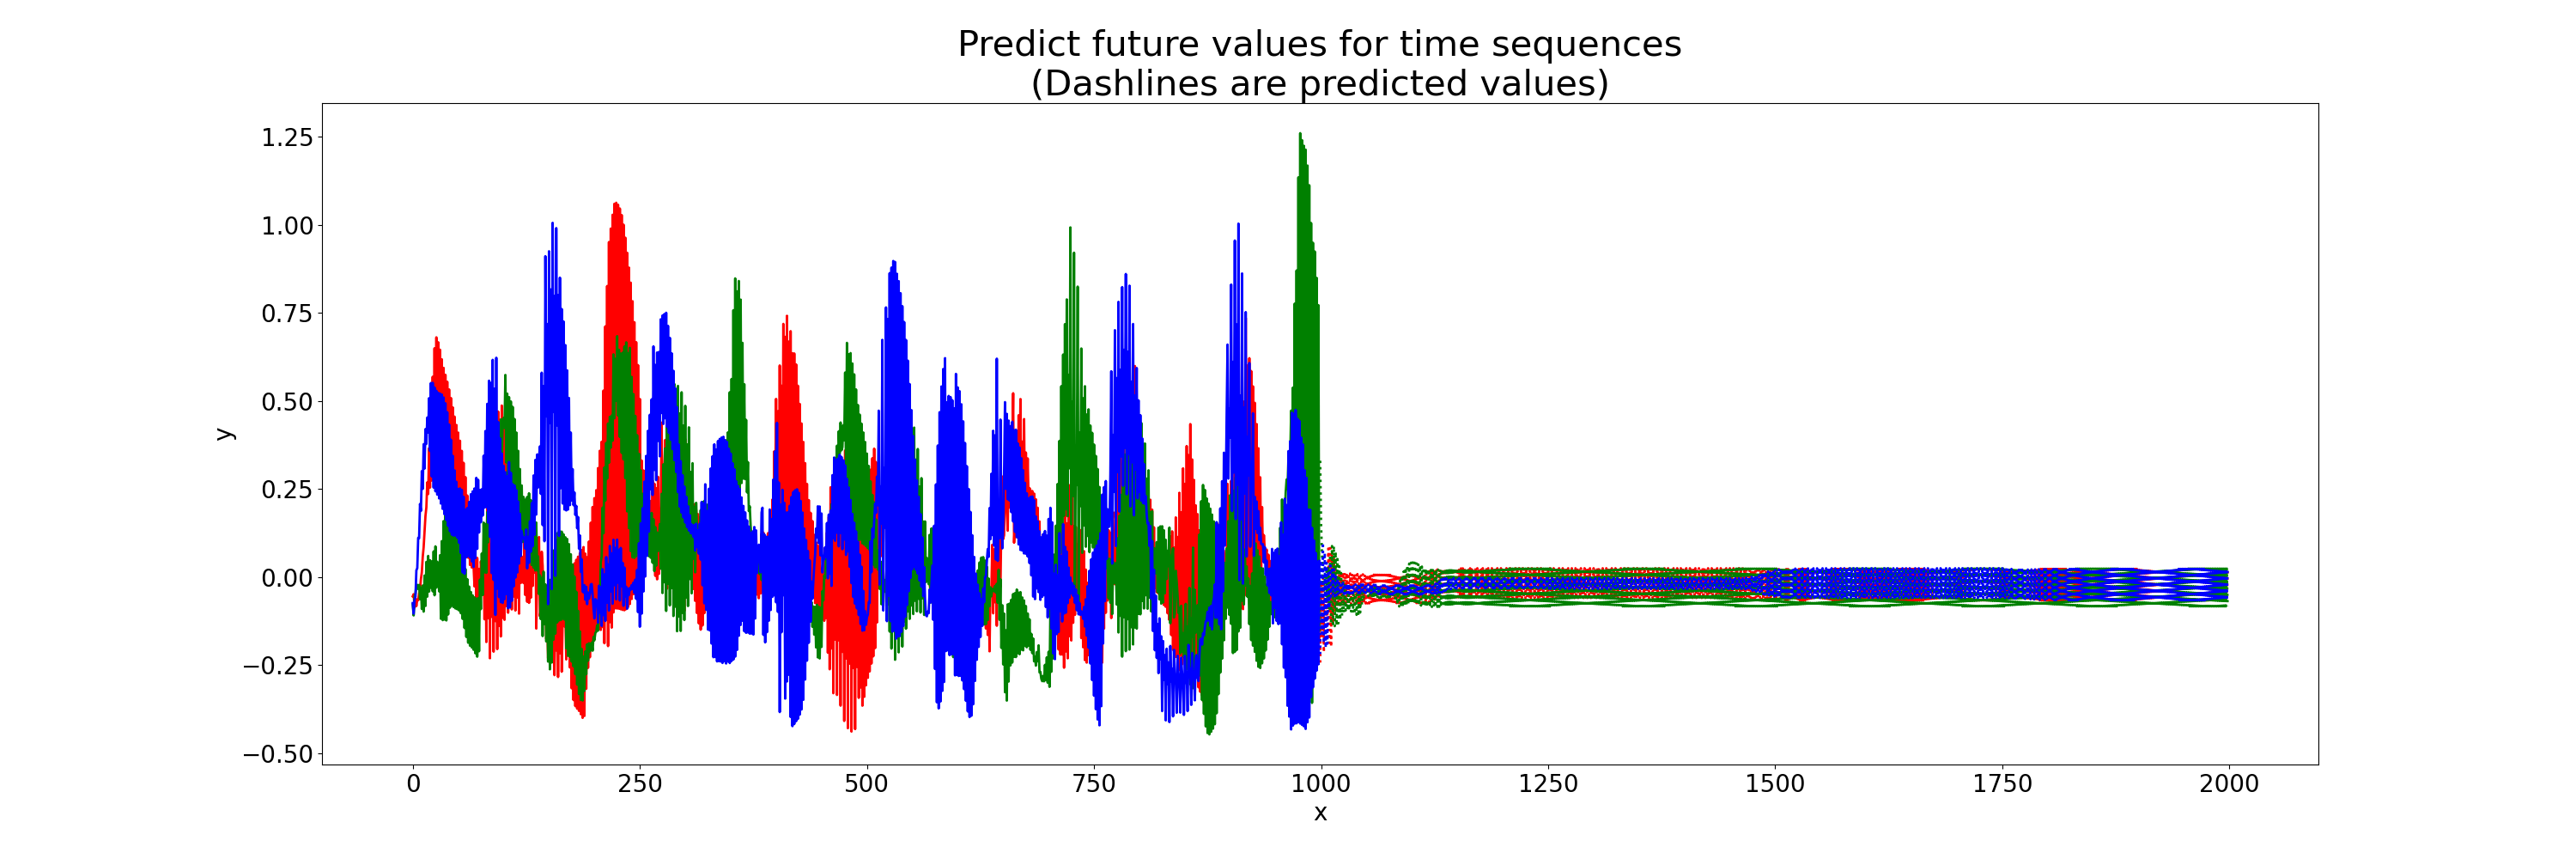 Predict future values for time sequences
(Dashlines are predicted values)
1.25
1.00
0.75
0.50
0.25
0.00
−0.25
−0.50
y
0 250 500 750 1000 1250 1500 1750 2000
x